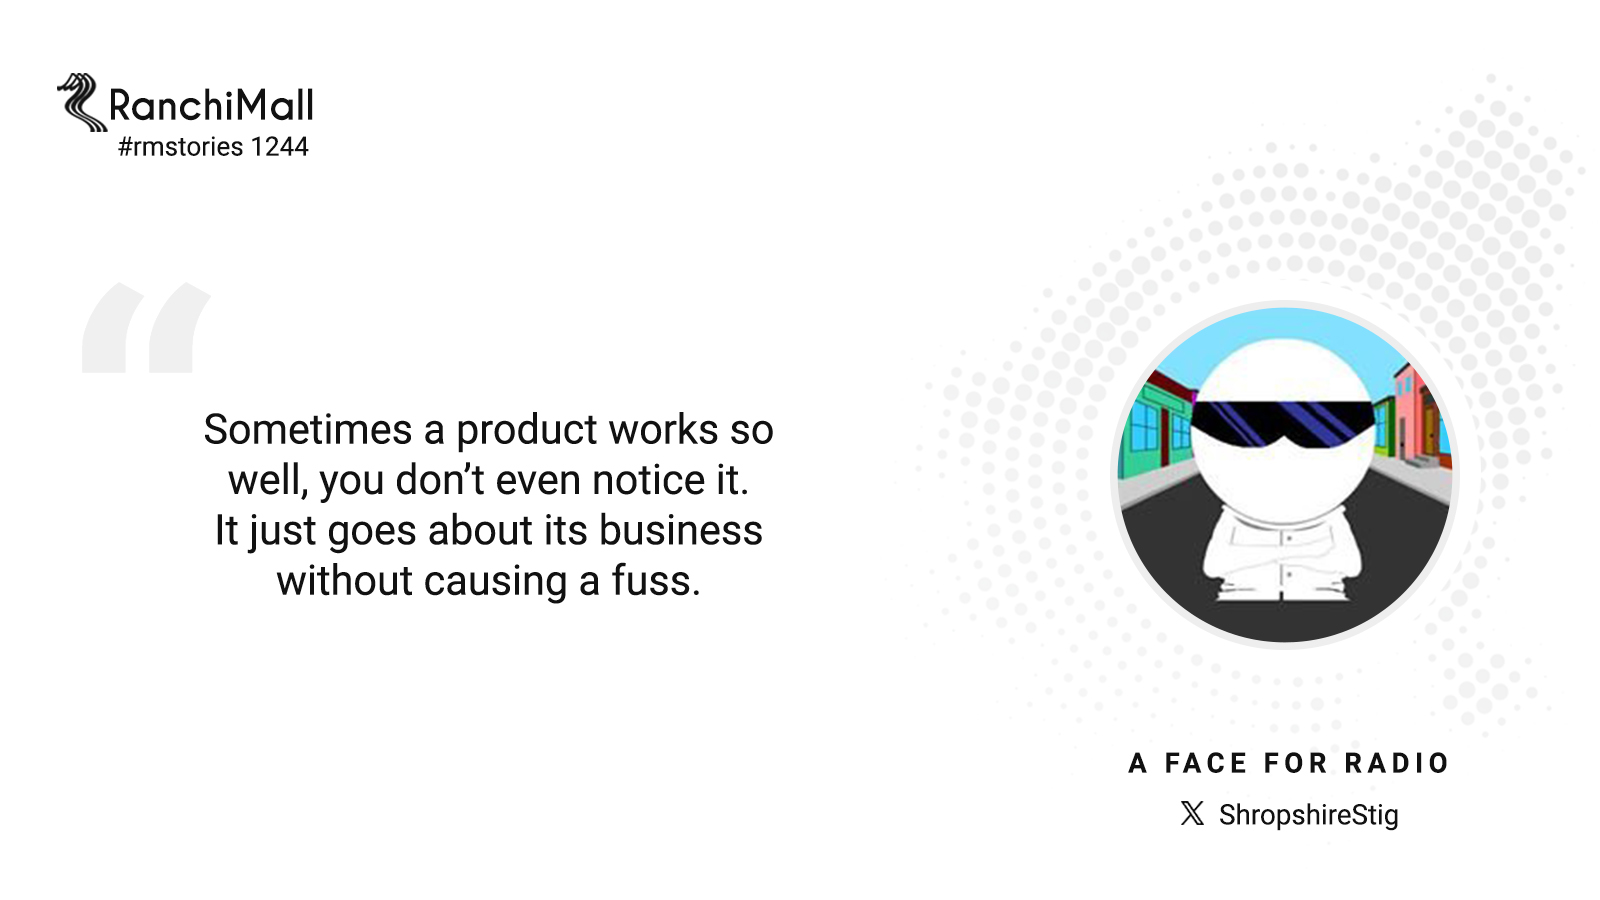 RanchiMall
#rmstories 1244
“
Sometimes a product works so
well, you don’t even notice it.
It just goes about its business
without causing a fuss.
A FACE FOR RADIO
𝕏 ShropshireStig